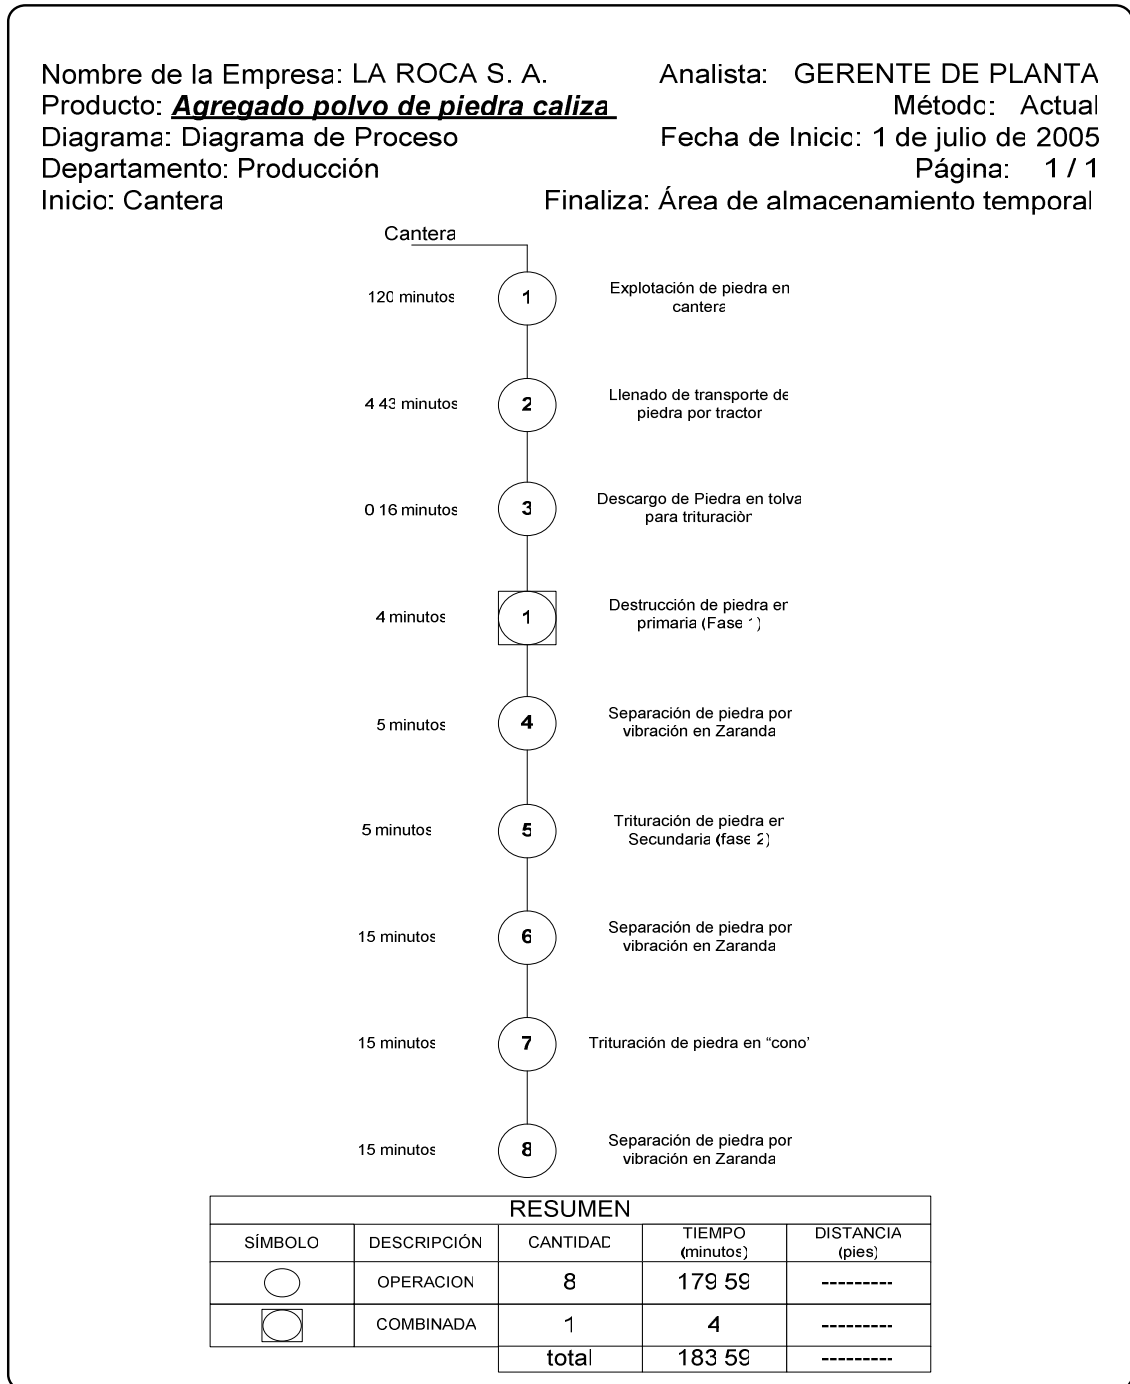 Nombre de la Empresa: LA ROCA S. A.
Analista: GERENTE DE PLANTA
Producto: Agregado polvo de piedra caliza
Método: Actual
Diagrama: Diagrama de Proceso
Fecha de Inicio: 1 de julio de 2005
Departamento: Producción
Página: 1 / 1
Inicio: Cantera
Finaliza: Área de almacenamiento temporal
Cantera
120 minutos
1
Explotación de piedra en
cantera
4 43 minutos
2
Llenado de transporte de
piedra por tractor
0 16 minutos
3
Descargo de Piedra en tolva
para trituraciòn
4 minutos
1
Destrucción de piedra en
primaria (Fase 1)
5 minutos
4
Separación de piedra por
vibración en Zaranda
5 minutos
5
Trituración de piedra en
Secundaria (fase 2)
15 minutos
6
Separación de piedra por
vibración en Zaranda
15 minutos
7
Trituración de piedra en “cono’
15 minutos
8
Separación de piedra por
vibración en Zaranda
RESUMEN
SÍMBOLO DESCRIPCIÓN CANTIDAD TIEMPO (minutos) DISTANCIA (pies)
OPERACION 8 179 59 ---------
COMBINADA 1 4 ---------
total 183 59 ---------